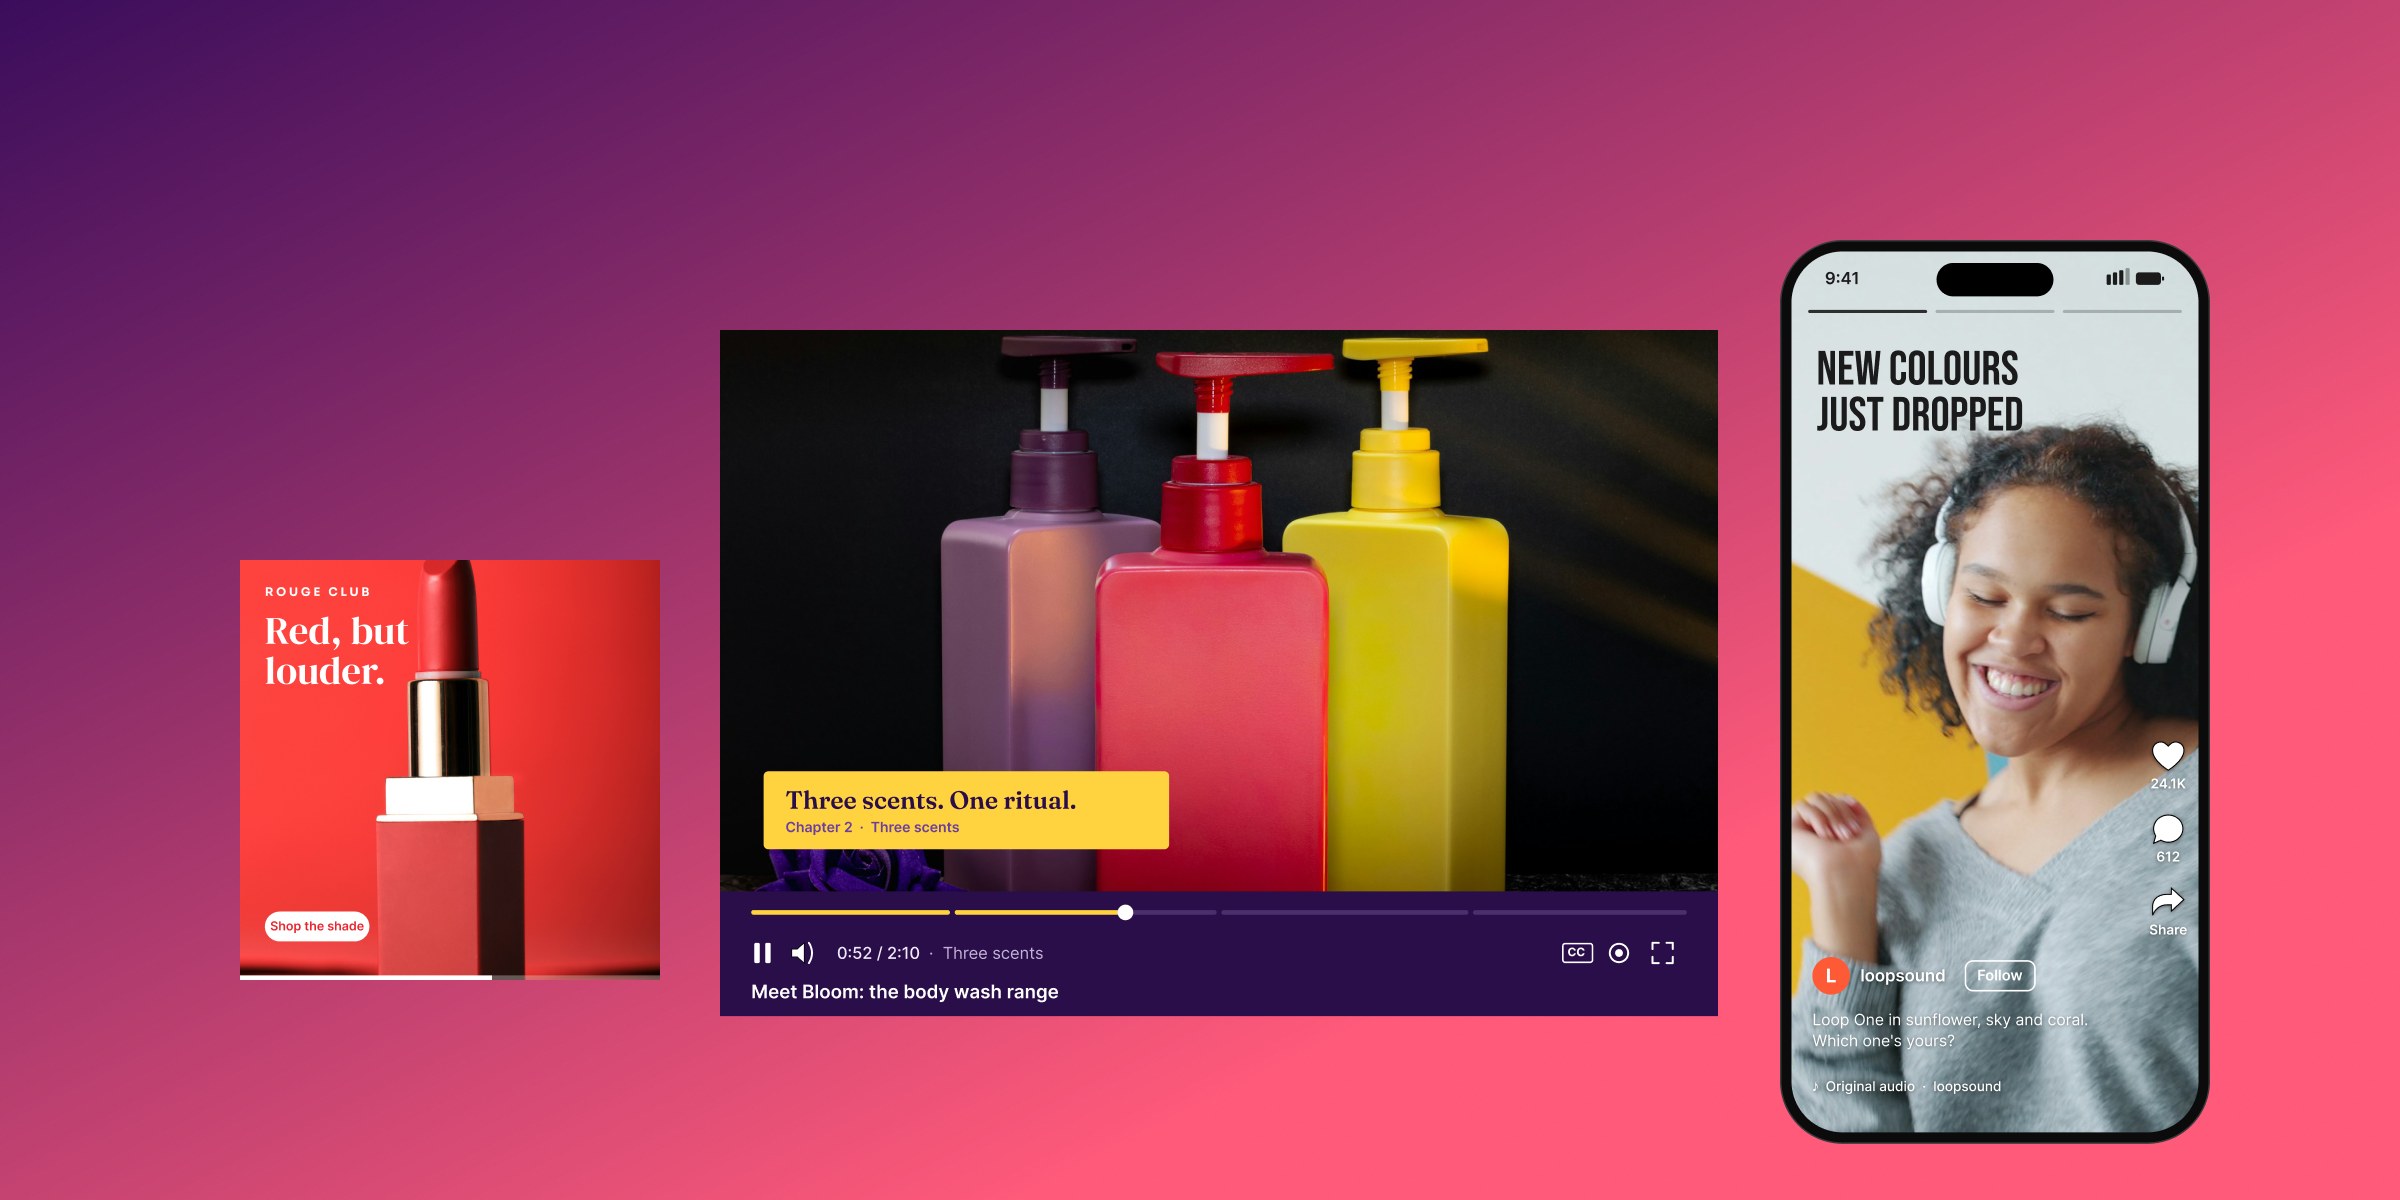 ROUGE CLUB
Red, but
louder.
Shop the shade
Three scents. One ritual.
Chapter 2 · Three scents
0:52 / 2:10 · Three scents
CC
Meet Bloom: the body wash range
9:41
NEW COLOURS
JUST DROPPED
24.1K
612
Share
L loopsound Follow
Loop One in sunflower, sky and coral.
Which one's yours?
♪ Original audio · loopsound